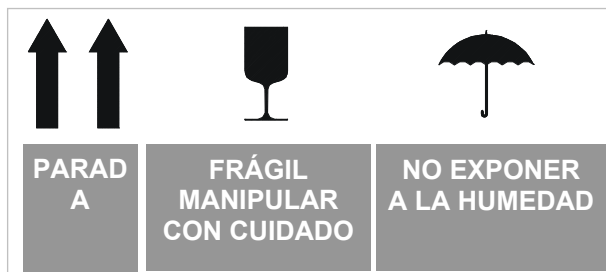 PARAD
A
FRÁGIL
MANIPULAR
CON CUIDADO
NO EXPONER
A LA HUMEDAD